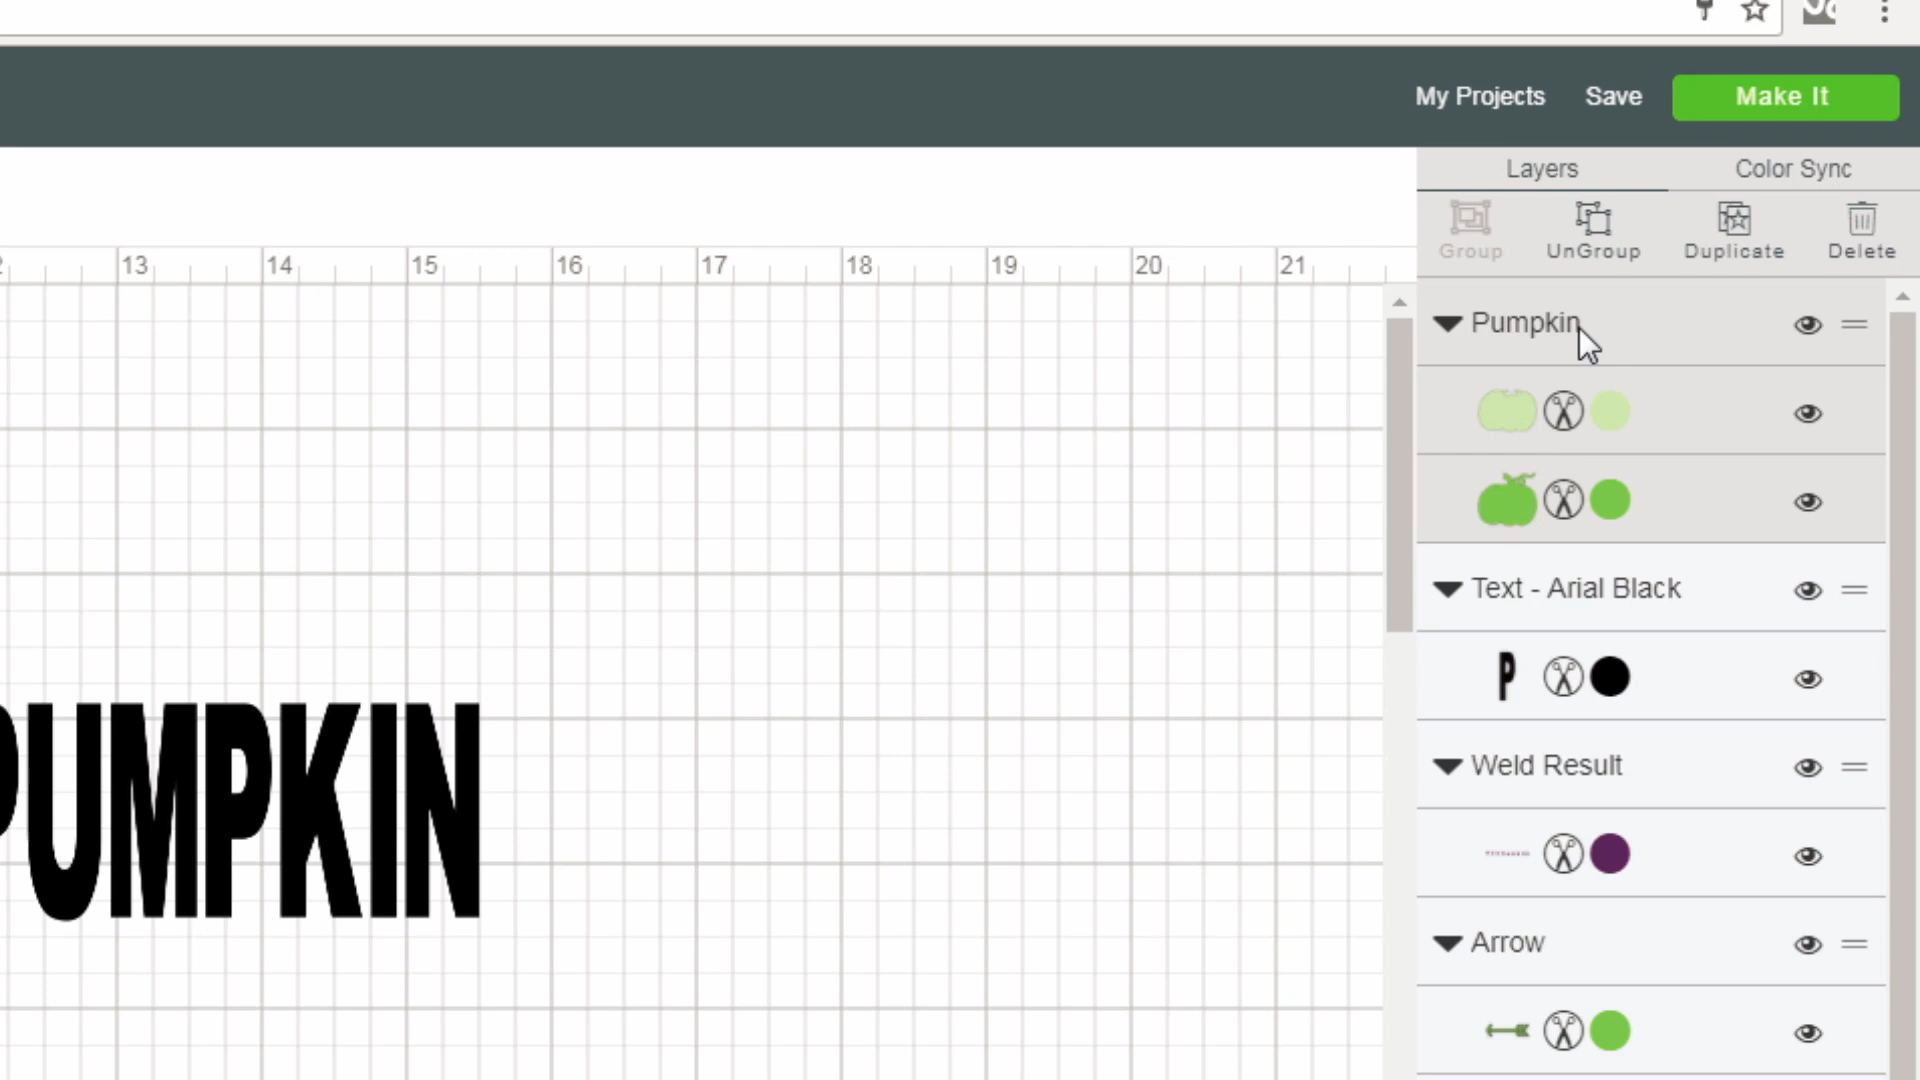 My Projects Save Make It
Layers Color Sync
Group UnGroup Duplicate Delete
13 14 15 16 17 18 19 20 21
Pumpkin
Text - Arial Black
P
Weld Result
Arrow
PUMPKIN